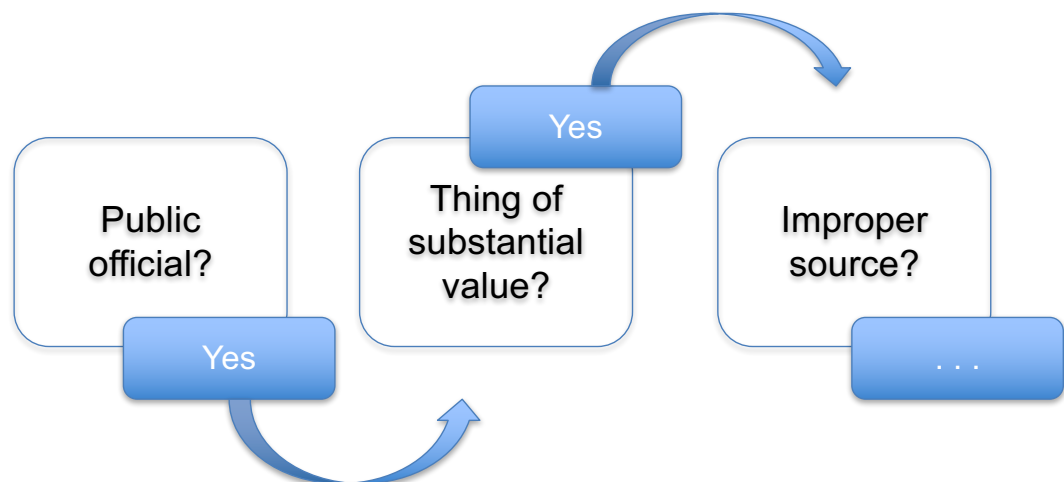 Public
official?
Yes
Yes
Thing of
substantial
value?
Improper
source?
. . .